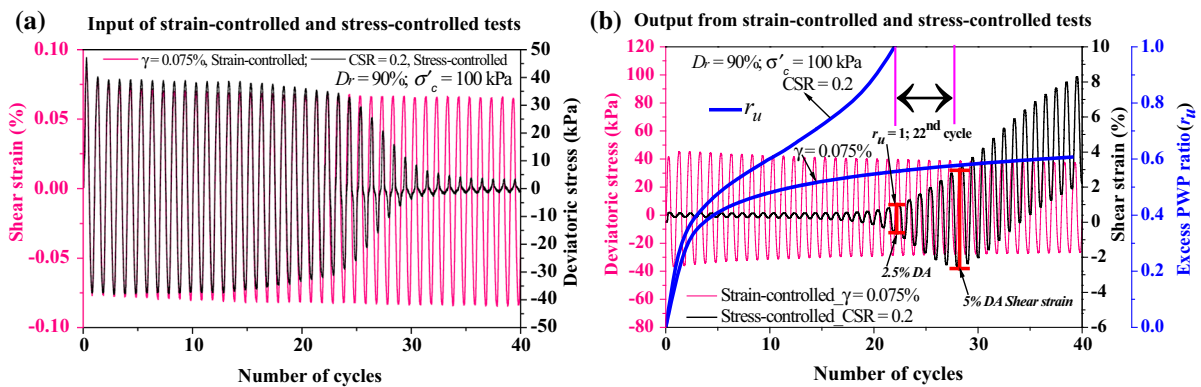 (a) Input of strain-controlled and stress-controlled tests
0.10
0.05
0.00
-0.05
-0.10
Shear strain (%)
γ = 0.075%, Strain-controlled; CSR = 0.2, Stress-controlled
Dr = 90%; σ'c = 100 kPa
50
40
30
20
10
0
-10
-20
-30
-40
-50
Deviatoric stress (kPa)
0 10 20 30 40
Number of cycles
(b) Output from strain-controlled and stress-controlled tests
120
100
80
60
40
20
0
-20
-40
-60
-80
Deviatoric stress (kPa)
Dr = 90%; σ'c = 100 kPa
CSR = 0.2
ru
ru = 1; 22nd cycle
γ = 0.075%
2.5% DA
5% DA Shear strain
Strain-controlled_γ = 0.075%
Stress-controlled_CSR = 0.2
10
8
6
4
2
0
-2
-4
-6
Shear strain (%)
1.0
0.8
0.6
0.4
0.2
0.0
Excess PWP ratio (ru)
0 10 20 30 40
Number of cycles